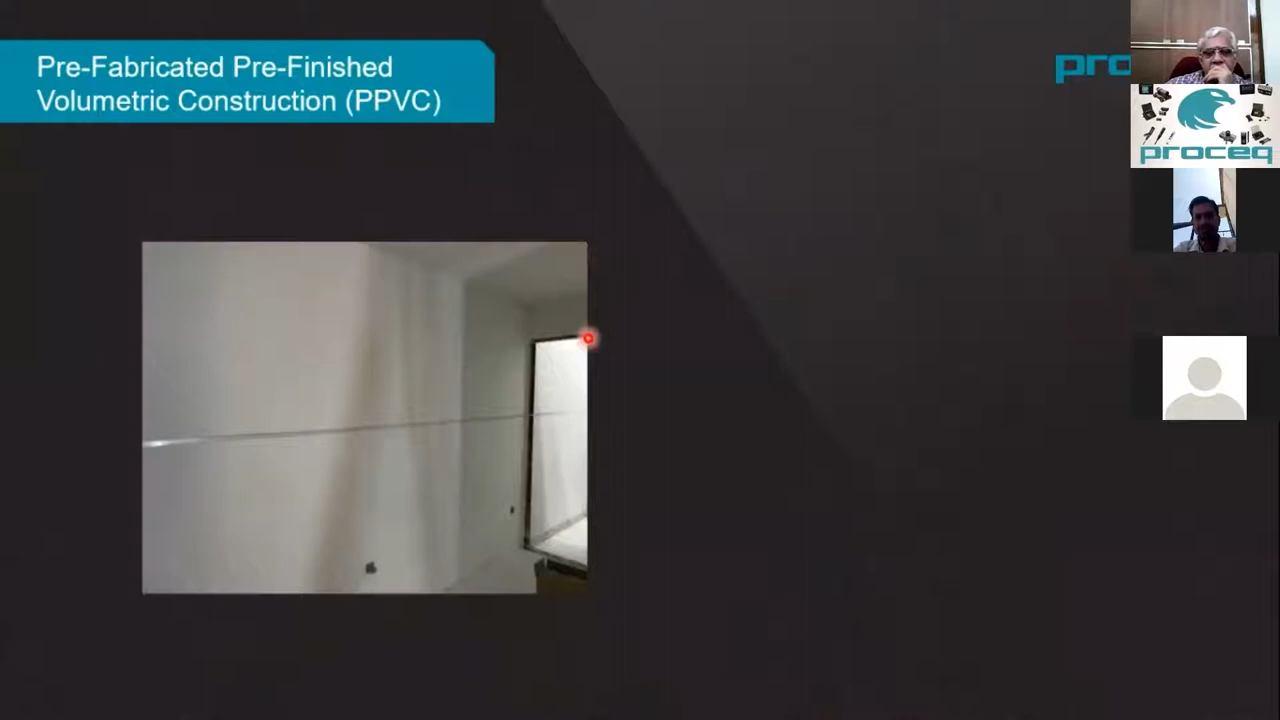 Pre-Fabricated Pre-Finished
Volumetric Construction (PPVC)
pro
proceq